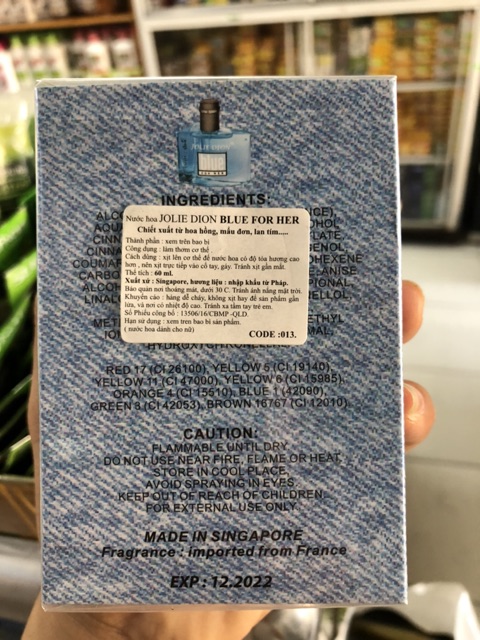 JOLIE DION
blue
FOR HER
INGREDIENTS:
Nước hoa JOLIE DION BLUE FOR HER
Chiết xuất từ hoa hồng, mẫu đơn, lan tím.....
Thành phần : xem trên bao bì
Công dụng : làm thơm cơ thể
Cách dùng : xịt lên cơ thể để nước hoa có độ tỏa hương cao
hơn , nên xịt trực tiếp vào cổ tay, gáy. Tránh xịt gần mắt.
Thể tích : 60 ml.
Xuất xứ : Singapore, hương liệu : nhập khẩu từ Pháp.
Bảo quản nơi thoáng mát, dưới 30 C. Tránh ánh nắng mặt trời.
Khuyến cáo : hàng dễ cháy, không xịt hay để sản phẩm gần
lửa, và nơi có nhiệt độ cao. Tránh xa tầm tay trẻ em.
Số Phiếu công bố : 13506/16/CBMP -QLD.
Hạn sử dụng : xem trên bao bì sản phẩm.
( nước hoa dành cho nữ)
CODE :013.
RED 17 (CI 26100), YELLOW 5 (CI 19140),
YELLOW 11 (CI 47000), YELLOW 6 (CI 15985),
ORANGE 4 (CI 15510), BLUE 1 (42090),
GREEN 3 (CI 42053), BROWN 16767 (CI 12010).
CAUTION:
FLAMMABLE UNTIL DRY.
DO NOT USE NEAR FIRE, FLAME OR HEAT,
STORE IN COOL PLACE.
AVOID SPRAYING IN EYES.
KEEP OUT OF REACH OF CHILDREN.
FOR EXTERNAL USE ONLY
MADE IN SINGAPORE
Fragrance : imported from France
EXP : 12.2022